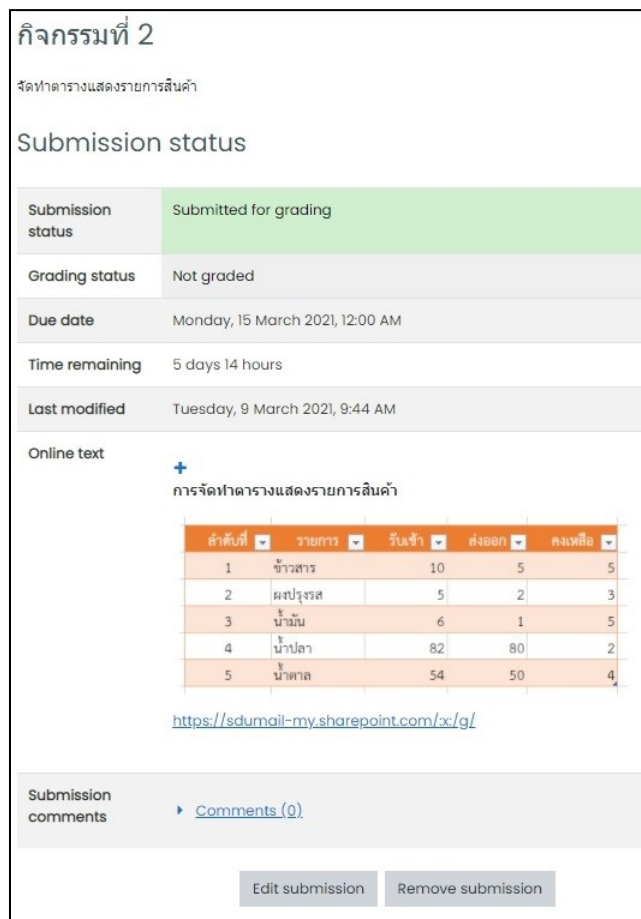 กิจกรรมที่ 2
จัดทำตารางแสดงรายการสินค้า
Submission status
Submission status Submitted for grading
Grading status Not graded
Due date Monday, 15 March 2021, 12:00 AM
Time remaining 5 days 14 hours
Last modified Tuesday, 9 March 2021, 9:44 AM
Online text
การจัดทำตารางแสดงรายการสินค้า
ลำดับที่ รายการ รับเข้า ส่งออก คงเหลือ
1 ข้าวสาร 10 5 5
2 ผงปรุงรส 5 2 3
3 น้ำมัน 6 1 5
4 น้ำปลา 82 80 2
5 น้ำตาล 54 50 4
https://sdumail-my.sharepoint.com/:x:/g/
Submission comments Comments (0)
Edit submission Remove submission